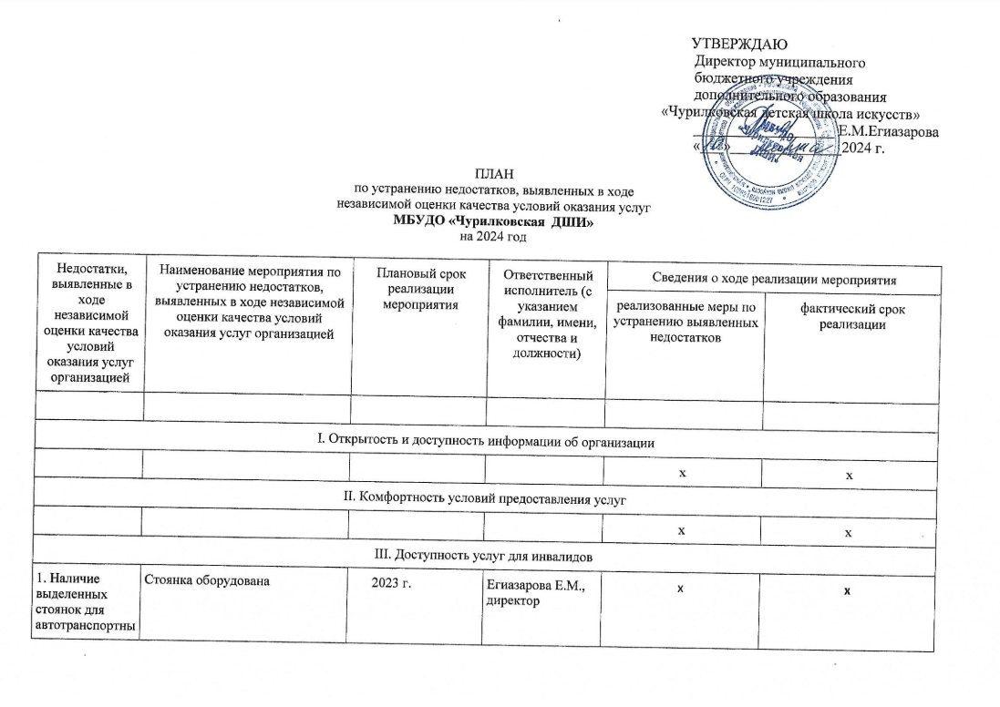 УТВЕРЖДАЮ
Директор муниципального
бюджетного учреждения
дополнительного образования
«Чурилковская детская школа искусств»
Е.М.Егиазарова
« » 2024 г.
ПЛАН
по устранению недостатков, выявленных в ходе
независимой оценки качества условий оказания услуг
МБУДО «Чурилковская ДШИ»
на 2024 год
Недостатки,
выявленные в
ходе
независимой
оценки качества
условий
оказания услуг
организацией
Наименование мероприятия по
устранению недостатков,
выявленных в ходе независимой
оценки качества условий
оказания услуг организацией
Плановый срок
реализации
мероприятия
Ответственный
исполнитель (с
указанием
фамилии, имени,
отчества и
должности)
Сведения о ходе реализации мероприятия
реализованные меры по
устранению выявленных
недостатков
фактический срок
реализации
I. Открытость и доступность информации об организации
х х
II. Комфортность условий предоставления услуг
х х
III. Доступность услуг для инвалидов
1. Наличие
выделенных
стоянок для
автотранспортны
Стоянка оборудована
2023 г.
Егиазарова Е.М.,
директор
х х